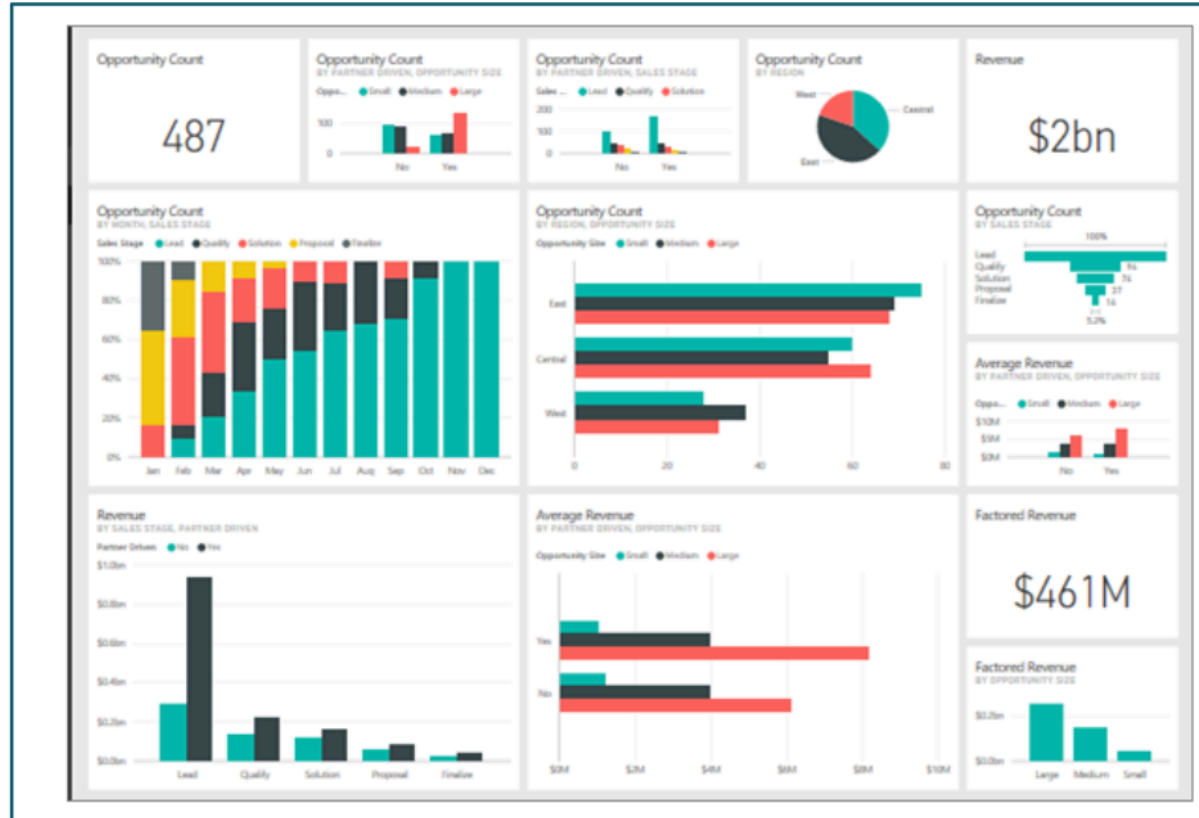 Opportunity Count
487
Opportunity Count
BY PARTNER DRIVEN, OPPORTUNITY SIZE
Oppo... Small Medium Large
100
0
No Yes
Opportunity Count
BY PARTNER DRIVEN, SALES STAGE
Sales ... Lead Qualify Solution
200
100
0
No Yes
Opportunity Count
BY REGION
West
Central
East
Revenue
$2bn
Opportunity Count
BY MONTH, SALES STAGE
Sales Stage Lead Qualify Solution Proposal Finalize
100%
80%
60%
40%
20%
0%
Jan Feb Mar Apr May Jun Jul Aug Sep Oct Nov Dec
Opportunity Count
BY REGION, OPPORTUNITY SIZE
Opportunity Size Small Medium Large
East
Central
West
0 20 40 60 80
Opportunity Count
BY SALES STAGE
100%
Lead
Qualify 94
Solution 74
Proposal 37
Finalize 14
5.2%
Average Revenue
BY PARTNER DRIVEN, OPPORTUNITY SIZE
Oppo... Small Medium Large
$10M
$5M
$0M
No Yes
Revenue
BY SALES STAGE, PARTNER DRIVEN
Partner Driven No Yes
$1.0bn
$0.8bn
$0.6bn
$0.4bn
$0.2bn
$0.0bn
Lead Qualify Solution Proposal Finalize
Average Revenue
BY PARTNER DRIVEN, OPPORTUNITY SIZE
Opportunity Size Small Medium Large
Yes
No
$0M $2M $4M $6M $8M $10M
Factored Revenue
$461M
Factored Revenue
BY OPPORTUNITY SIZE
$0.2bn
$0.0bn
Large Medium Small